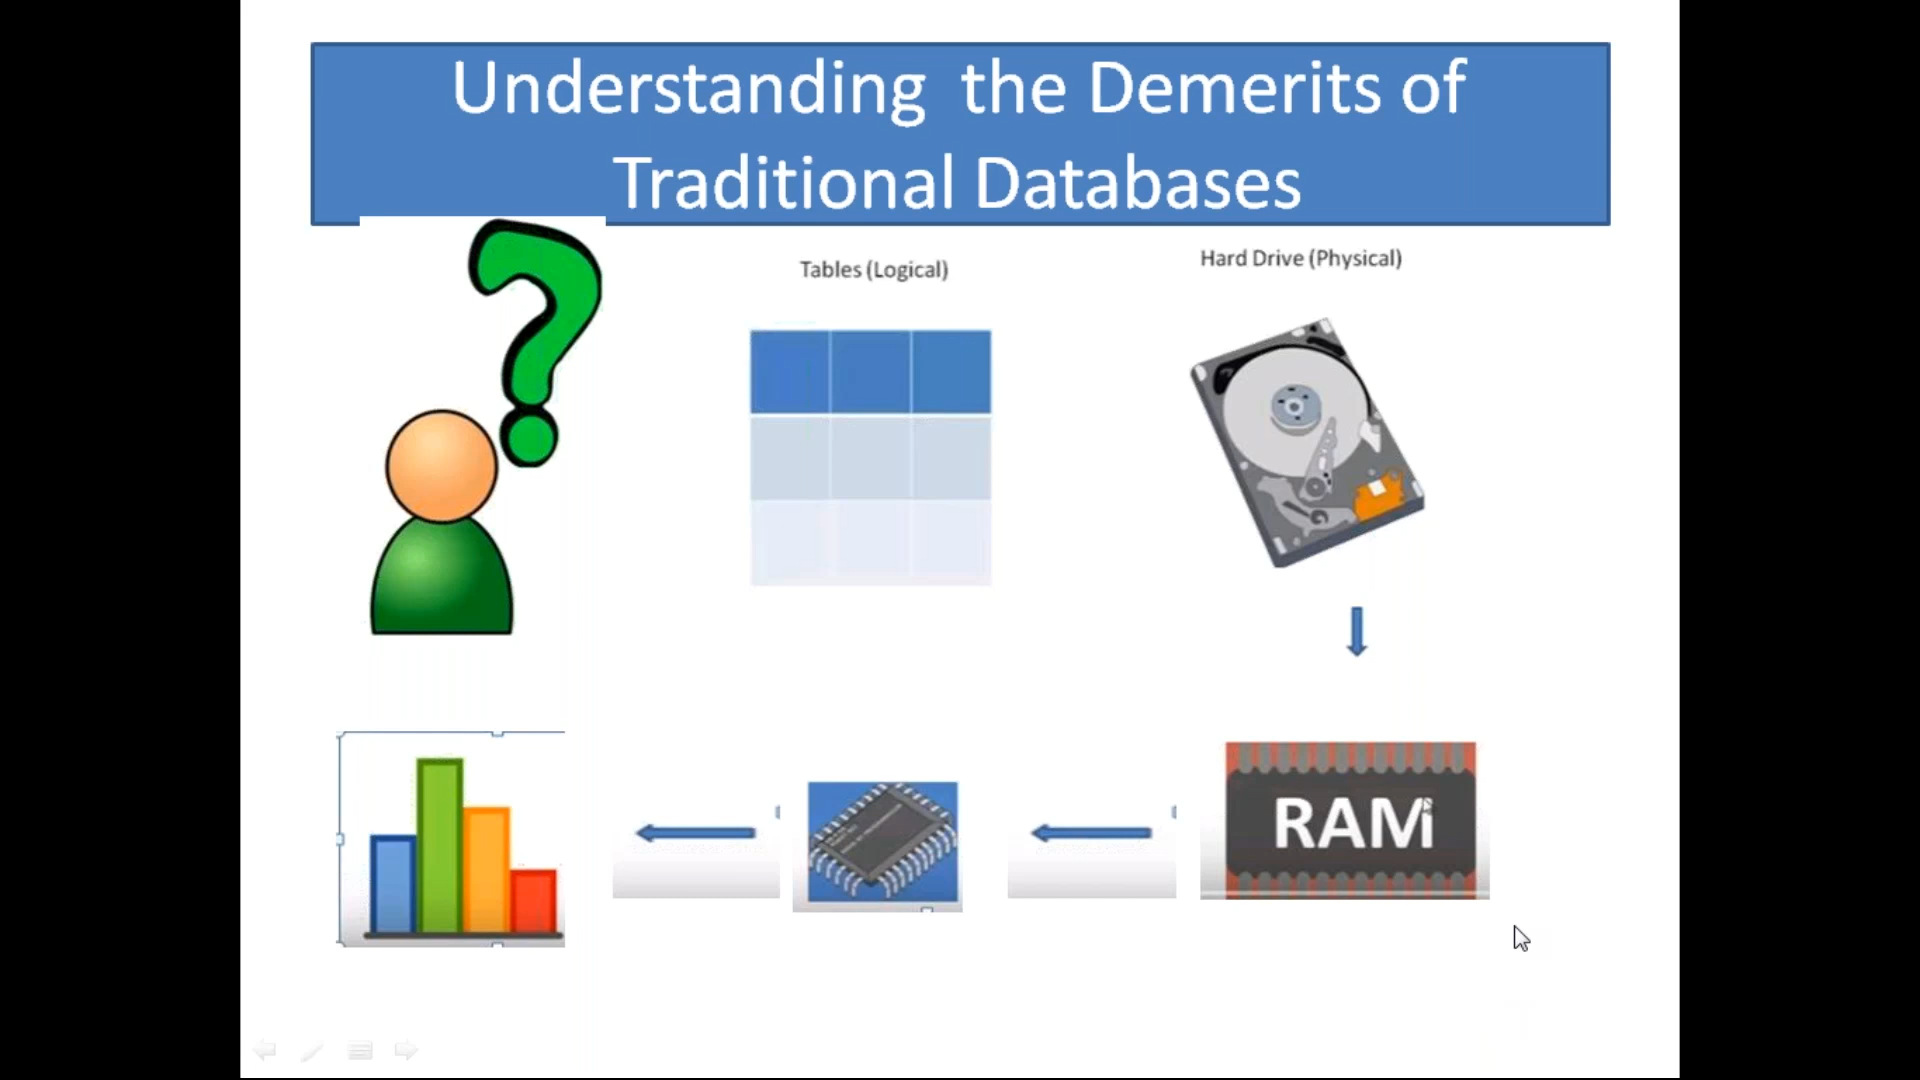 Understanding the Demerits of
Traditional Databases
Tables (Logical)
Hard Drive (Physical)
RAM